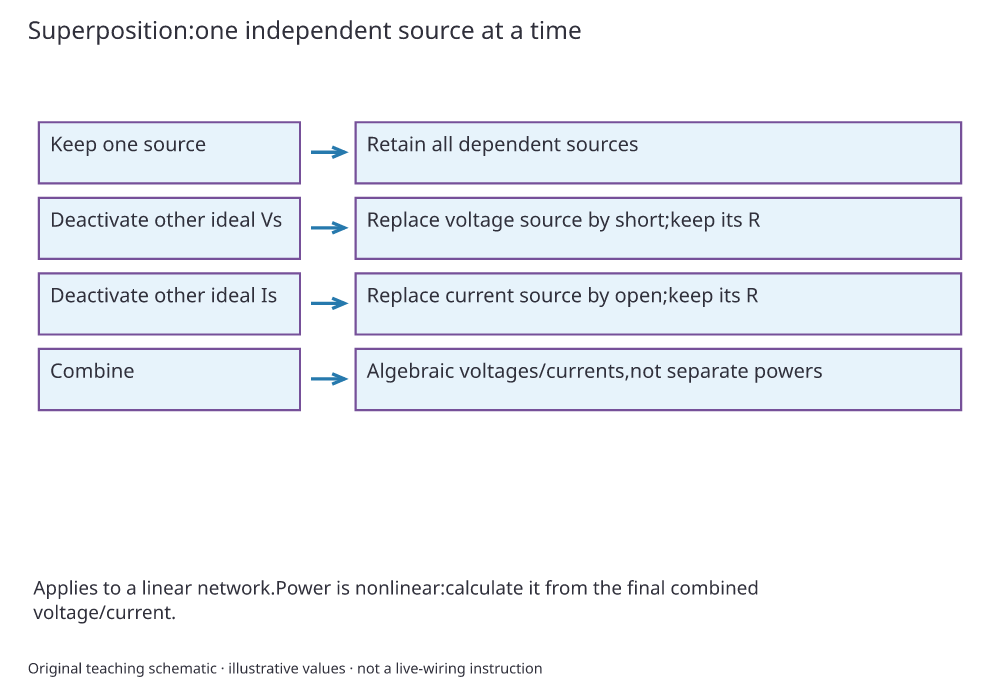 Superposition:one independent source at a time
Keep one source
Retain all dependent sources
Deactivate other ideal Vs
Replace voltage source by short;keep its R
Deactivate other ideal Is
Replace current source by open;keep its R
Combine
Algebraic voltages/currents,not separate powers
Applies to a linear network.Power is nonlinear:calculate it from the final combined
voltage/current.
Original teaching schematic · illustrative values · not a live-wiring instruction